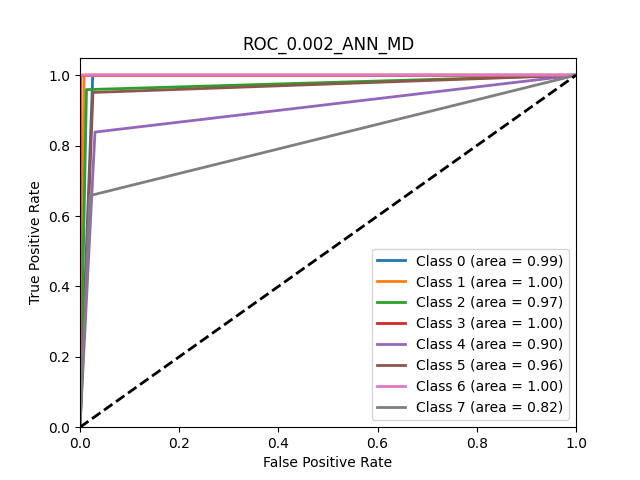 ROC_0.002_ANN_MD
1.0
0.8
0.6
0.4
0.2
0.0
True Positive Rate
Class 0 (area = 0.99)
Class 1 (area = 1.00)
Class 2 (area = 0.97)
Class 3 (area = 1.00)
Class 4 (area = 0.90)
Class 5 (area = 0.96)
Class 6 (area = 1.00)
Class 7 (area = 0.82)
0.0 0.2 0.4 0.6 0.8 1.0
False Positive Rate